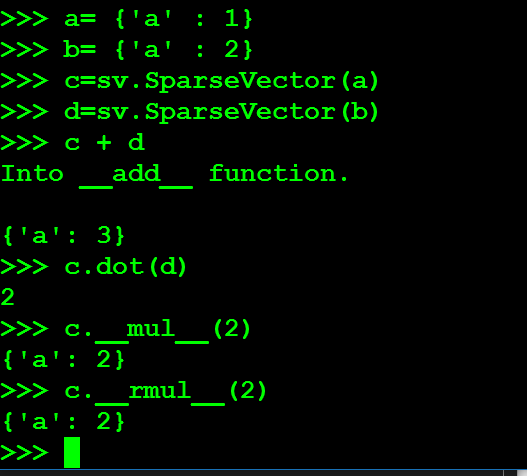 >>> a= {'a' : 1}
>>> b= {'a' : 2}
>>> c=sv.SparseVector(a)
>>> d=sv.SparseVector(b)
>>> c + d
Into __add__ function.

{'a': 3}
>>> c.dot(d)
2
>>> c.__mul__(2)
{'a': 2}
>>> c.__rmul__(2)
{'a': 2}
>>>